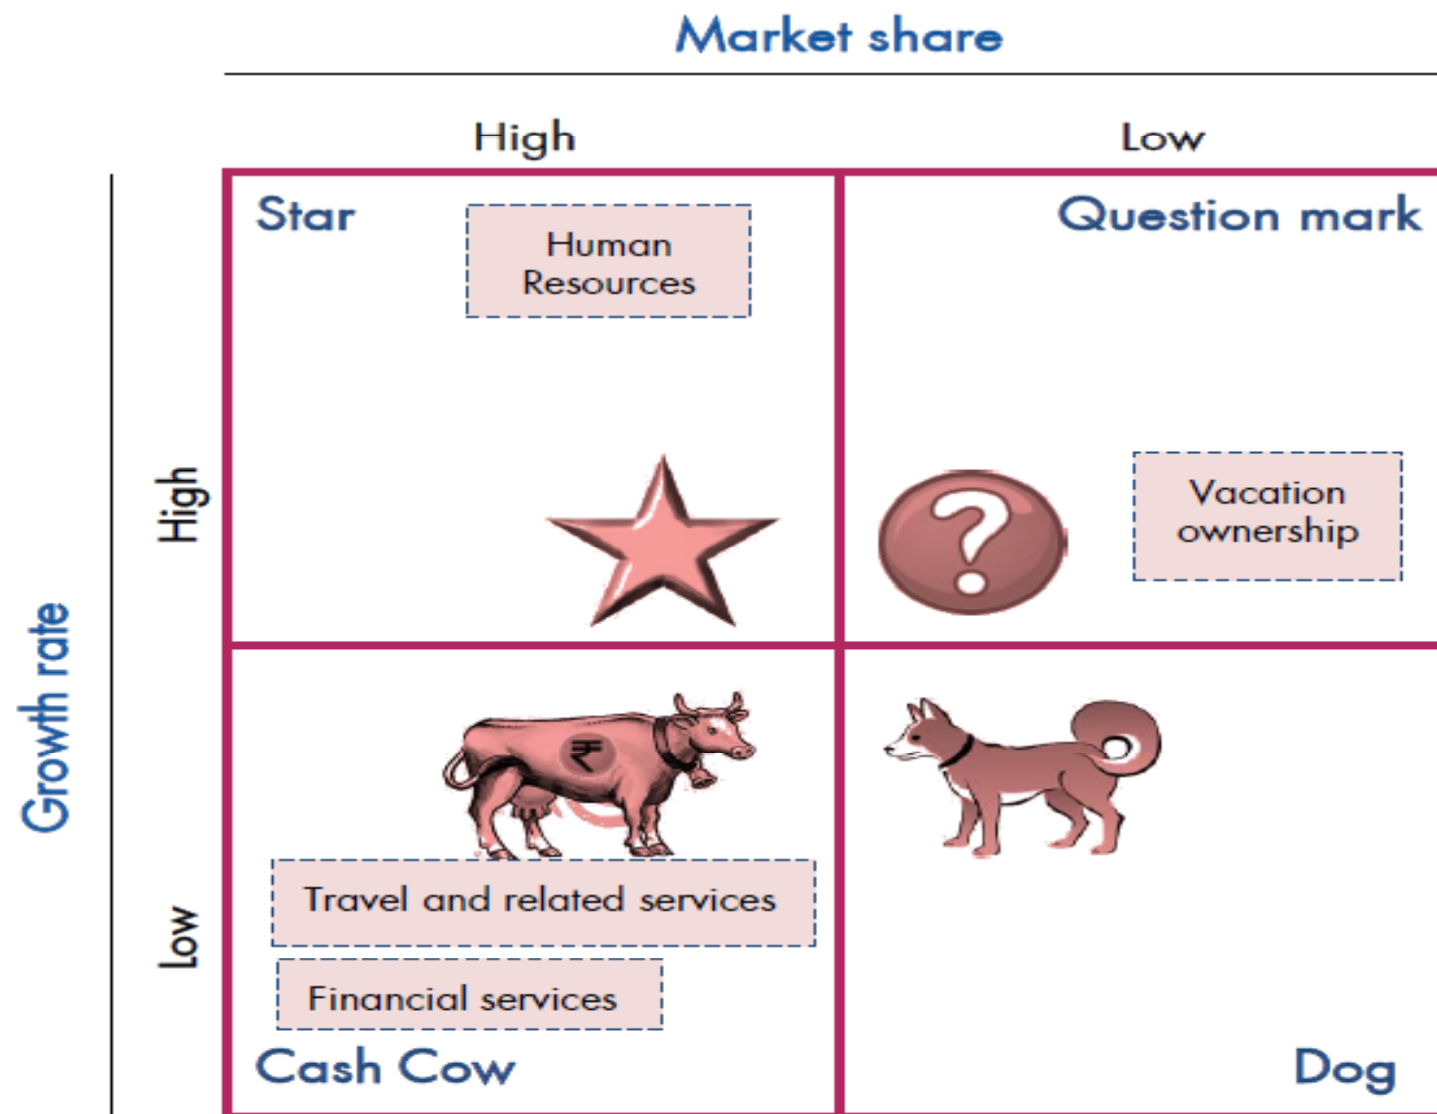 Market share
High
Low
Star
Human
Resources
Question mark
Vacation
ownership
High
Growth rate
Low
?
₹
Travel and related services
Financial services
Cash Cow
Dog